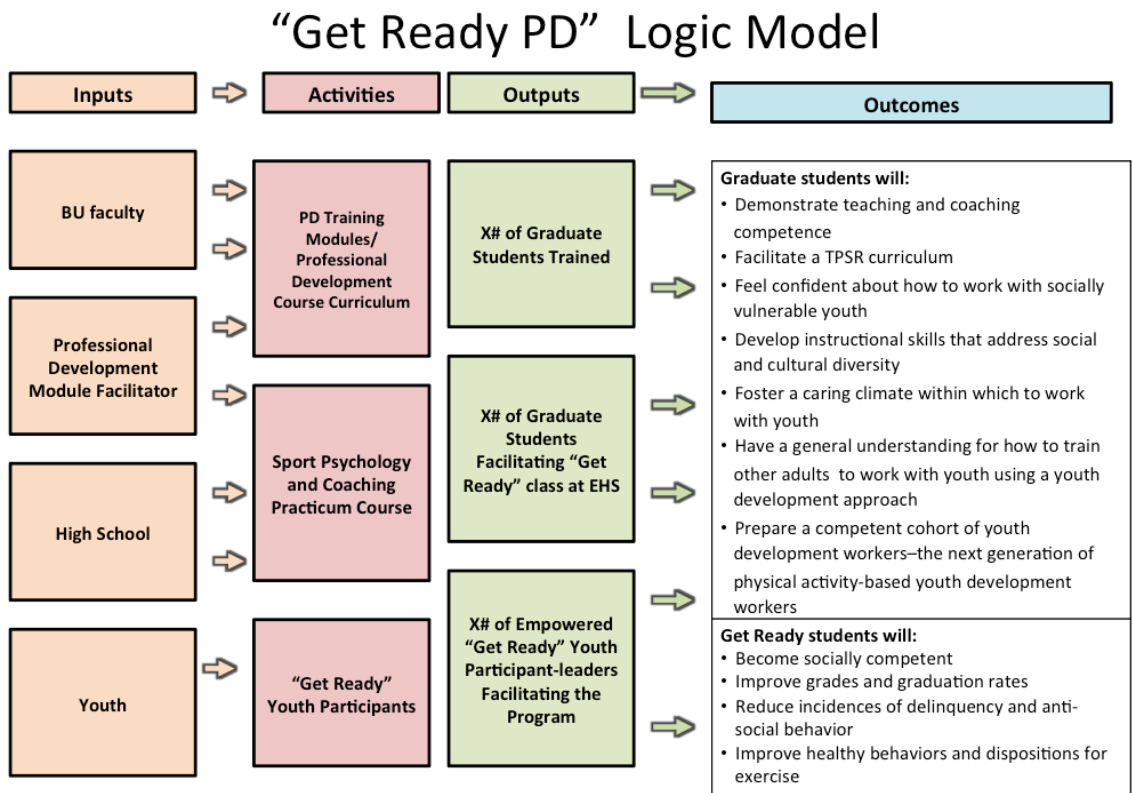 “Get Ready PD” Logic Model
Inputs
Activities
Outputs
Outcomes
BU faculty
Professional
Development
Module Facilitator
High School
Youth
PD Training
Modules/
Professional
Development
Course Curriculum
Sport Psychology
and Coaching
Practicum Course
“Get Ready”
Youth Participants
X# of Graduate
Students Trained
X# of Graduate
Students
Facilitating “Get
Ready” class at EHS
X# of Empowered
“Get Ready” Youth
Participant-leaders
Facilitating the
Program
Graduate students will:
• Demonstrate teaching and coaching
competence
• Facilitate a TPSR curriculum
• Feel confident about how to work with socially
vulnerable youth
• Develop instructional skills that address social
and cultural diversity
• Foster a caring climate within which to work
with youth
• Have a general understanding for how to train
other adults to work with youth using a youth
development approach
• Prepare a competent cohort of youth
development workers–the next generation of
physical activity-based youth development
workers
Get Ready students will:
• Become socially competent
• Improve grades and graduation rates
• Reduce incidences of delinquency and anti-
social behavior
• Improve healthy behaviors and dispositions for
exercise